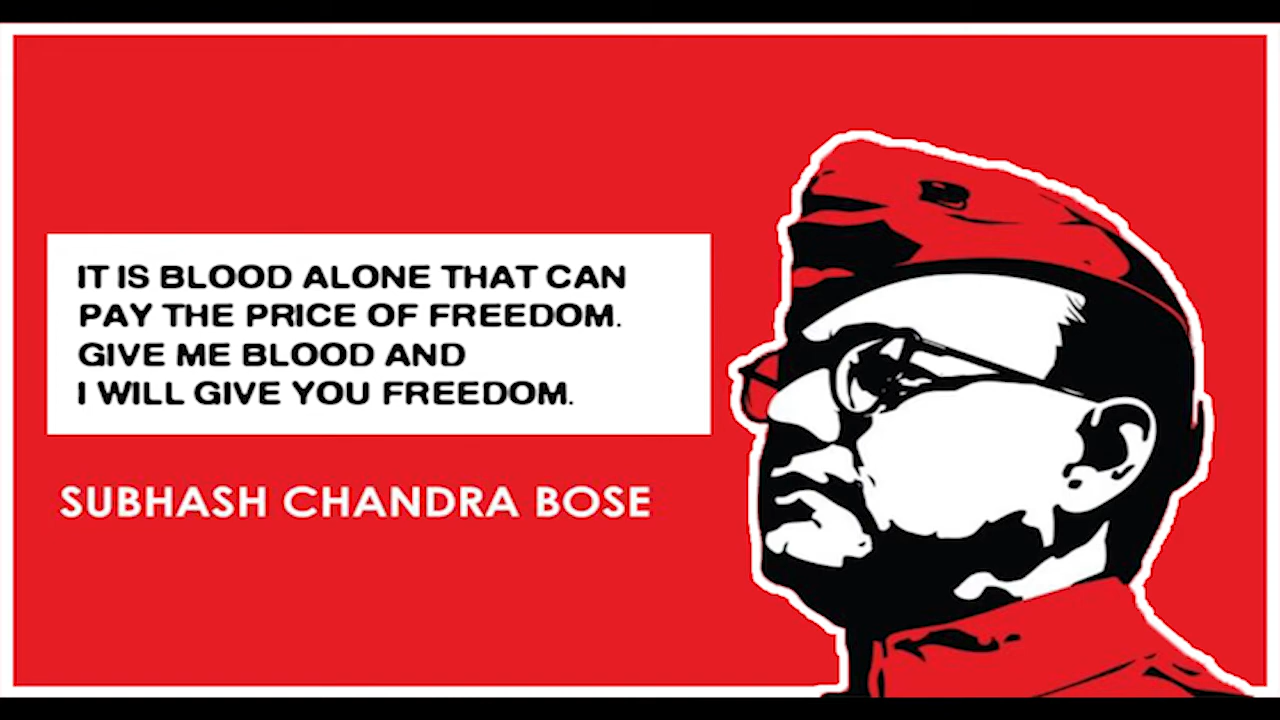 IT IS BLOOD ALONE THAT CAN
PAY THE PRICE OF FREEDOM.
GIVE ME BLOOD AND
I WILL GIVE YOU FREEDOM.
SUBHASH CHANDRA BOSE